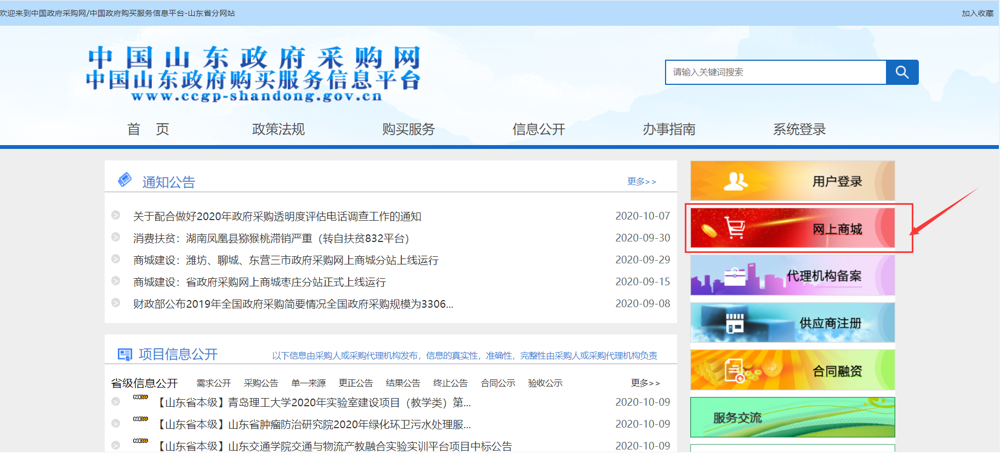 欢迎来到中国政府采购网/中国政府购买服务信息平台-山东省分网站
加入收藏
中国山东政府采购网
中国山东政府购买服务信息平台
www.ccgp-shandong.gov.cn
请输入关键词搜索
首 页
政策法规
购买服务
信息公开
办事指南
系统登录
通知公告
更多>>
关于配合做好2020年政府采购透明度评估电话调查工作的通知
2020-10-07
消费扶贫：湖南凤凰县猕猴桃滞销严重（转自扶贫832平台）
2020-09-30
商城建设：潍坊、聊城、东营三市政府采购网上商城分站上线运行
2020-09-29
商城建设：省政府采购网上商城枣庄分站正式上线运行
2020-09-15
财政部公布2019年全国政府采购简要情况全国政府采购规模为3306...
2020-09-08
项目信息公开
以下信息由采购人或采购代理机构发布，信息的真实性，准确性，完整性由采购人或采购代理机构负责
省级信息公开
需求公开
采购公告
单一来源
更正公告
结果公告
终止公告
合同公示
验收公示
更多>>
NEW
【山东省本级】青岛理工大学2020年实验室建设项目（教学类）第...
2020-10-09
NEW
【山东省本级】山东省肿瘤防治研究院2020年绿化环卫污水处理服...
2020-10-09
NEW
【山东省本级】山东交通学院交通与物流产教融合实验实训平台项目中标公告
2020-10-09
用户登录
网上商城
代理机构备案
供应商注册
合同融资
服务交流